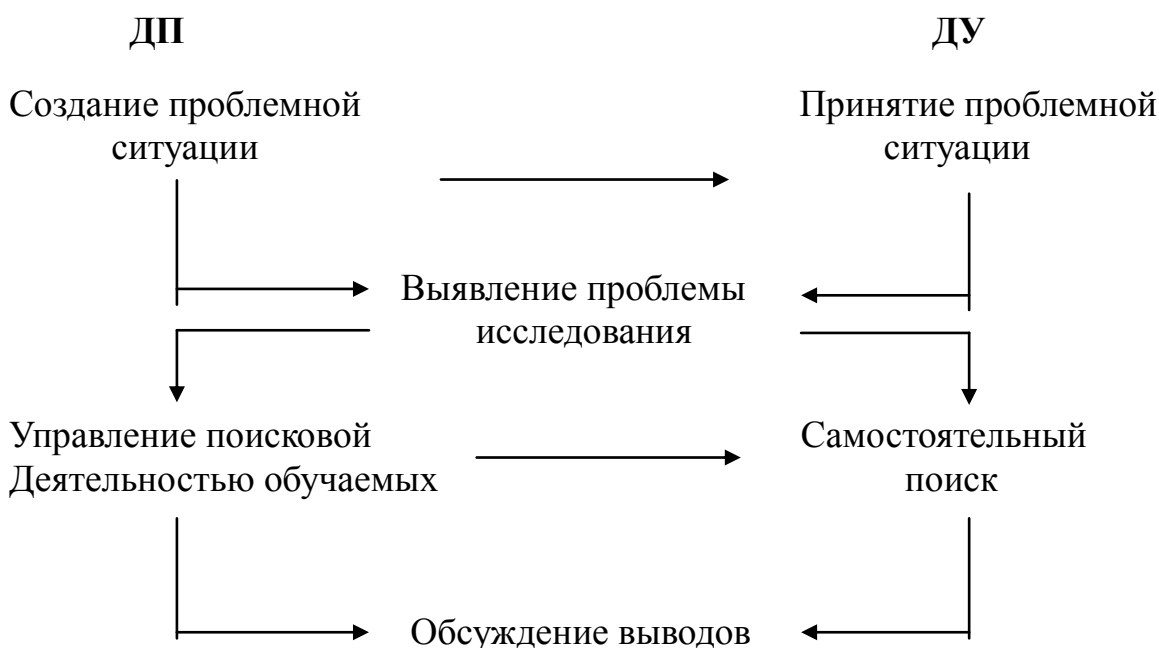 ДП
ДУ
Создание проблемной
ситуации
Принятие проблемной
ситуации
Выявление проблемы
исследования
Управление поисковой
Деятельностью обучаемых
Самостоятельный
поиск
Обсуждение выводов